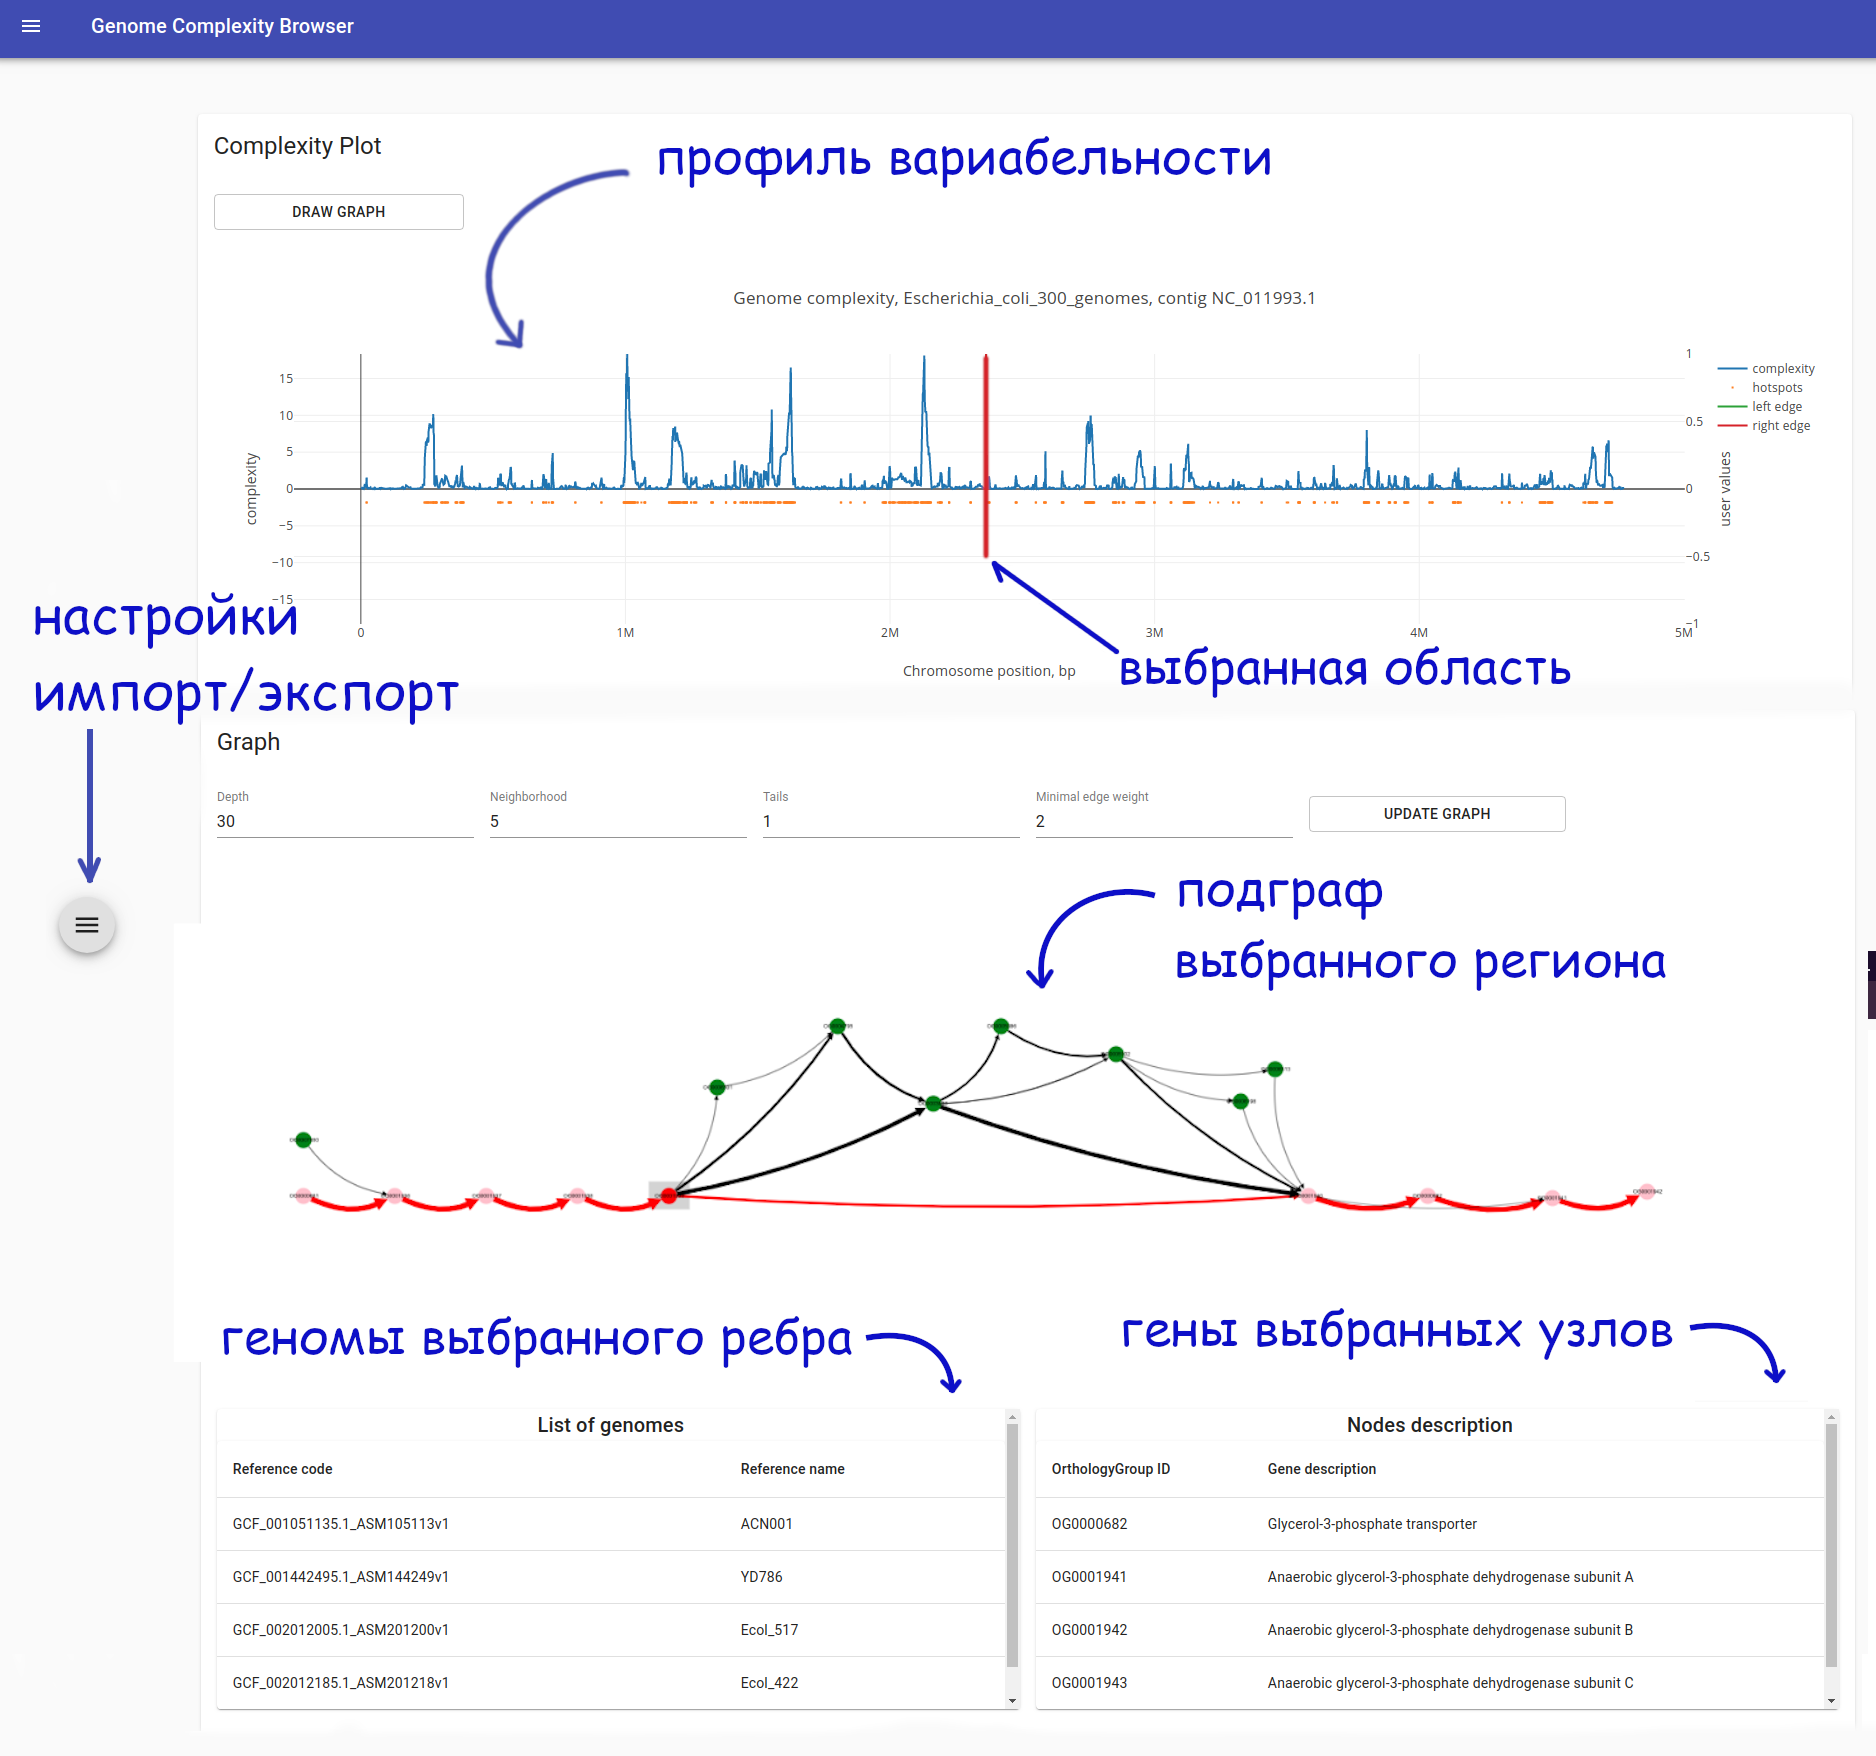 Genome Complexity Browser
Complexity Plot
профиль вариабельности
DRAW GRAPH
Genome complexity, Escherichia_coli_300_genomes, contig NC_011993.1
15
10
5
0
−5
−10
−15
complexity
0
1M
2M
3M
4M
5M
Chromosome position, bp
1
0.5
0
−0.5
−1
user values
complexity
hotspots
left edge
right edge
настройки
импорт/экспорт
выбранная область
Graph
Depth
30
Neighborhood
5
Tails
1
Minimal edge weight
2
UPDATE GRAPH
подграф
выбранного региона
геномы выбранного ребра
гены выбранных узлов
List of genomes
Reference code Reference name
GCF_001051135.1_ASM105113v1 ACN001
GCF_001442495.1_ASM144249v1 YD786
GCF_002012005.1_ASM201200v1 Ecol_517
GCF_002012185.1_ASM201218v1 Ecol_422
Nodes description
OrthologyGroup ID Gene description
OG0000682 Glycerol-3-phosphate transporter
OG0001941 Anaerobic glycerol-3-phosphate dehydrogenase subunit A
OG0001942 Anaerobic glycerol-3-phosphate dehydrogenase subunit B
OG0001943 Anaerobic glycerol-3-phosphate dehydrogenase subunit C